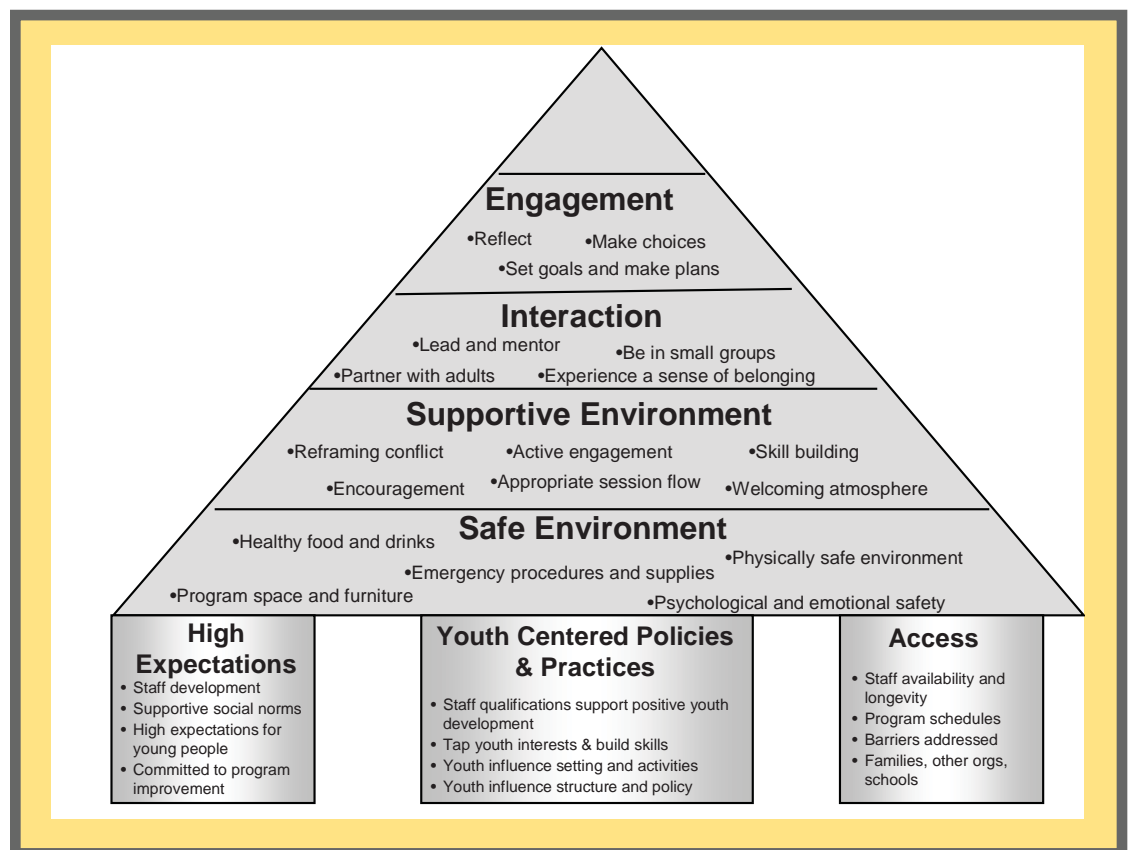 Engagement
•Reflect •Make choices
•Set goals and make plans
Interaction
•Lead and mentor •Be in small groups
•Partner with adults •Experience a sense of belonging
Supportive Environment
•Reframing conflict •Active engagement •Skill building
•Encouragement •Appropriate session flow •Welcoming atmosphere
Safe Environment
•Healthy food and drinks
•Physically safe environment
•Emergency procedures and supplies
•Program space and furniture
•Psychological and emotional safety
High
Expectations
• Staff development
• Supportive social norms
• High expectations for
young people
• Committed to program
improvement
Youth Centered Policies
& Practices
• Staff qualifications support positive youth
development
• Tap youth interests & build skills
• Youth influence setting and activities
• Youth influence structure and policy
Access
• Staff availability and
longevity
• Program schedules
• Barriers addressed
• Families, other orgs,
schools